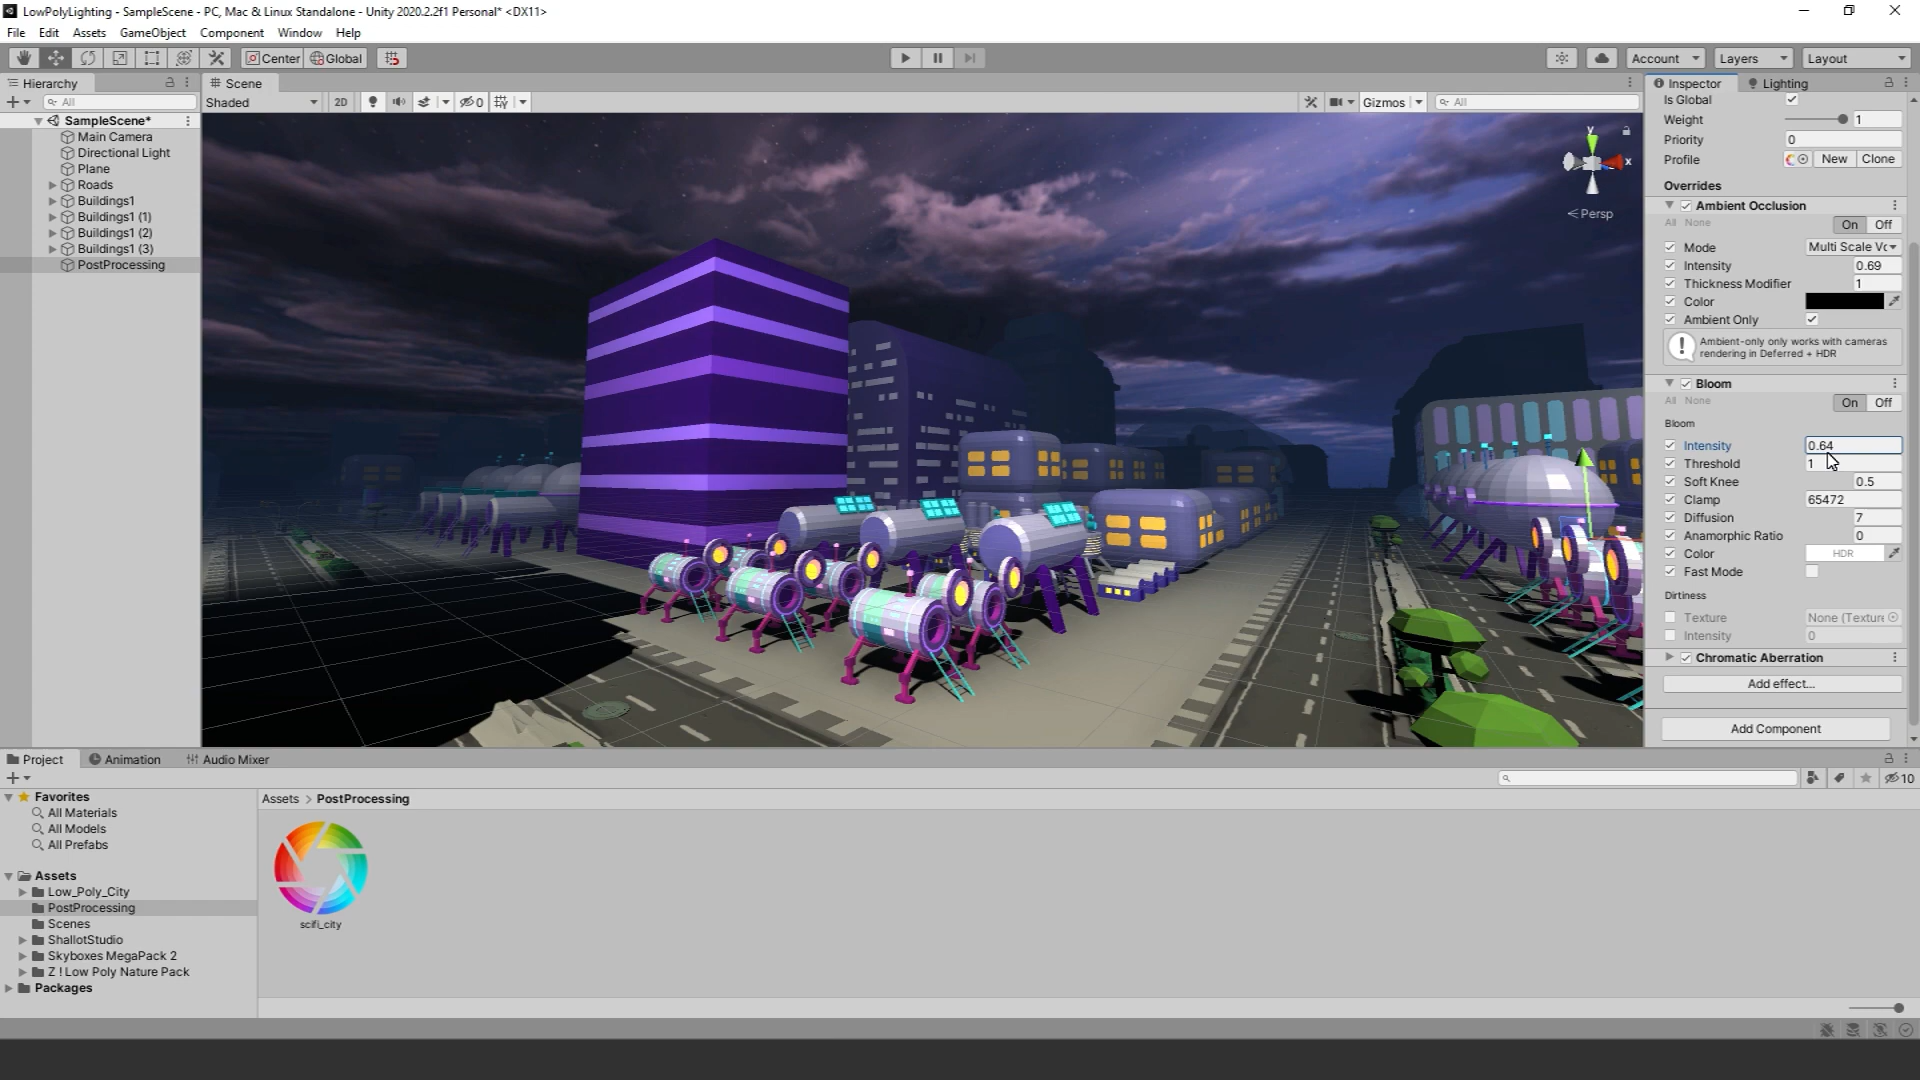 LowPolyLighting - SampleScene - PC, Mac & Linux Standalone - Unity 2020.2.2f1 Personal* <DX11>
File Edit Assets GameObject Component Window Help
Center Global
Account Layers Layout
Hierarchy
All
SampleScene*
Main Camera
Directional Light
Plane
Roads
Buildings1
Buildings1 (1)
Buildings1 (2)
Buildings1 (3)
PostProcessing
Scene
Shaded 2D 0 Gizmos All
y
x
Persp
Inspector Lighting
Is Global
Weight 1
Priority 0
Profile New Clone
Overrides
Ambient Occlusion
All None On Off
Mode Multi Scale Vc
Intensity 0.69
Thickness Modifier 1
Color
Ambient Only
Ambient-only only works with cameras
rendering in Deferred + HDR
Bloom
All None On Off
Bloom
Intensity 0.64
Threshold 1
Soft Knee 0.5
Clamp 65472
Diffusion 7
Anamorphic Ratio 0
Color HDR
Fast Mode
Dirtiness
Texture None (Texture
Intensity 0
Chromatic Aberration
Add effect...
Add Component
Project Animation Audio Mixer
10
Favorites
All Materials
All Models
All Prefabs
Assets
Low_Poly_City
PostProcessing
Scenes
ShallotStudio
Skyboxes MegaPack 2
Z ! Low Poly Nature Pack
Packages
Assets > PostProcessing
scifi_city